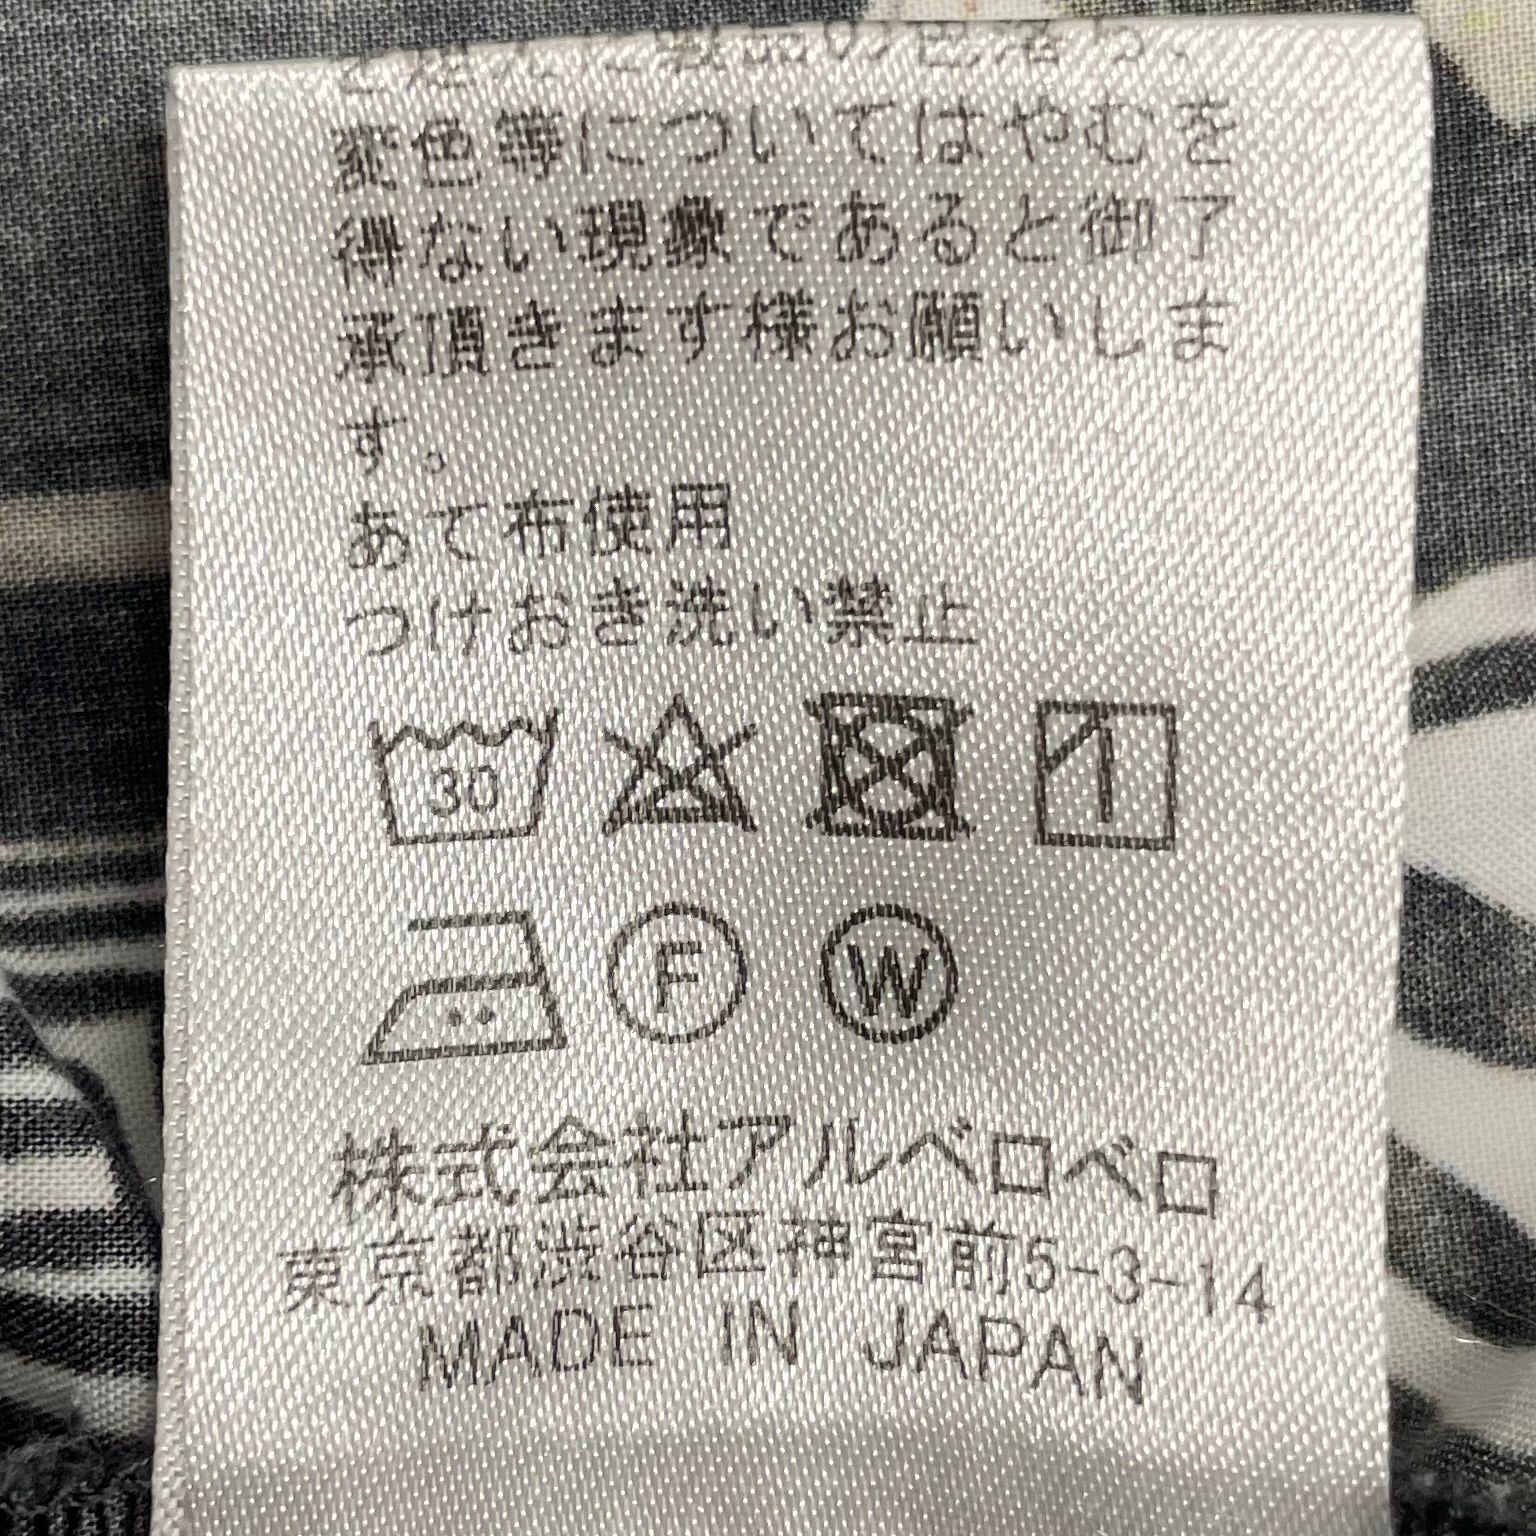 変色等についてはやむを
得ない現象であると御了
承頂きます様お願いしま
す。
あて布使用
つけおき洗い禁止
30
F W
株式会社アルベロベロ
東京都渋谷区神宮前5-3-14
MADE IN JAPAN